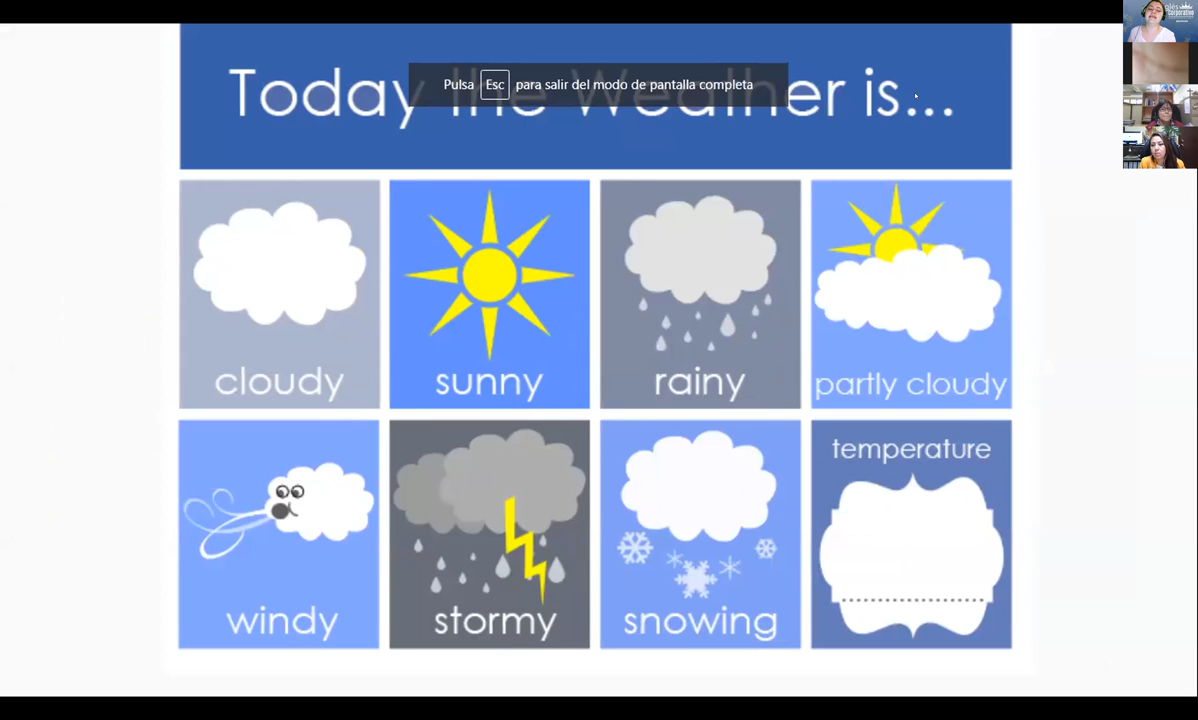 Today the Weather is...
Pulsa Esc para salir del modo de pantalla completa
cloudy
sunny
rainy
partly cloudy
windy
stormy
snowing
temperature